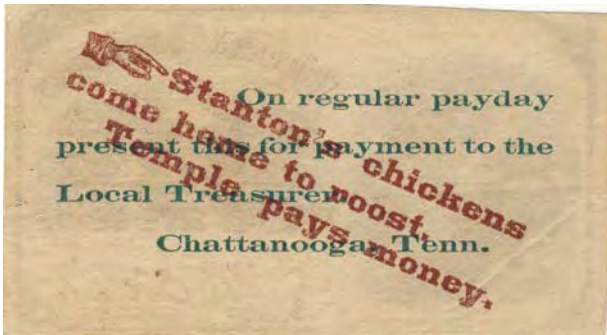 On regular payday
present this for payment to the
Local Treasurer.
Chattanooga, Tenn.
Stanton's chickens
come home to roost,
Temple pays money.